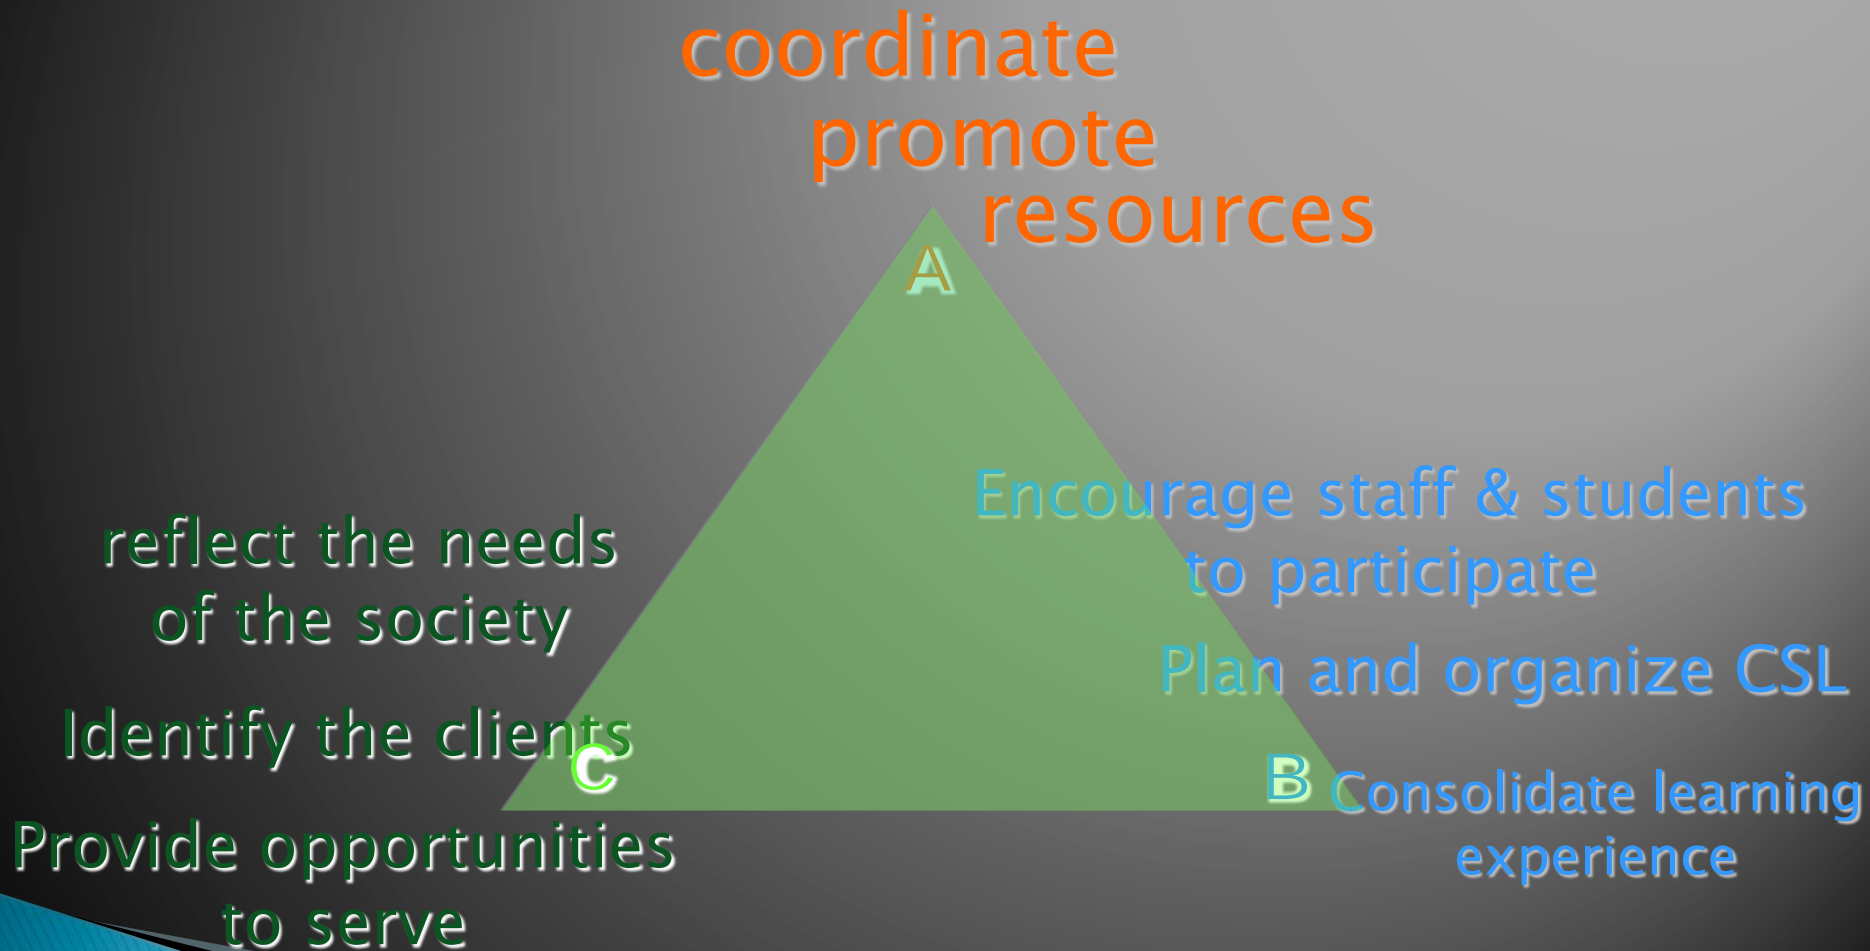 coordinate
promote
resources
A
Encourage staff & students
to participate
Plan and organize CSL
B
Consolidate learning
experience
reflect the needs
of the society
Identify the clients
C
Provide opportunities
to serve